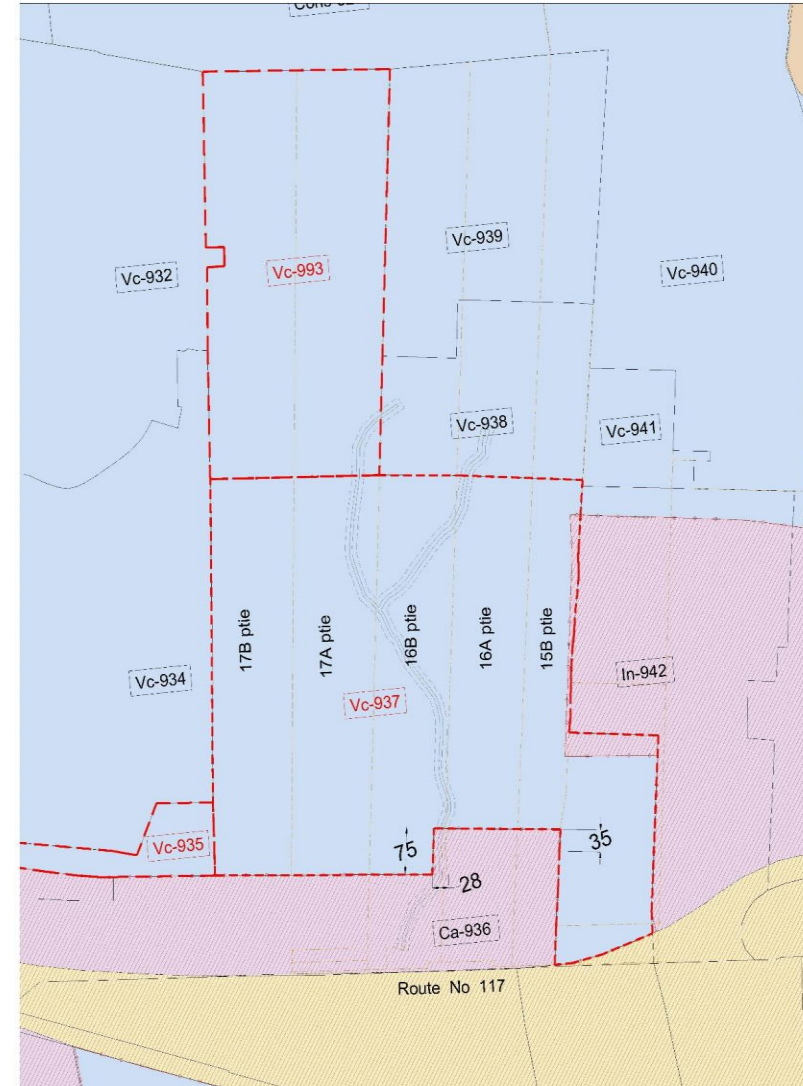 Vc-939
Vc-932
Vc-993
Vc-940
Vc-938
Vc-941
17B ptie
17A ptie
16B ptie
16A ptie
15B ptie
In-942
Vc-934
Vc-937
Vc-935
75
35
28
Ca-936
Route No 117